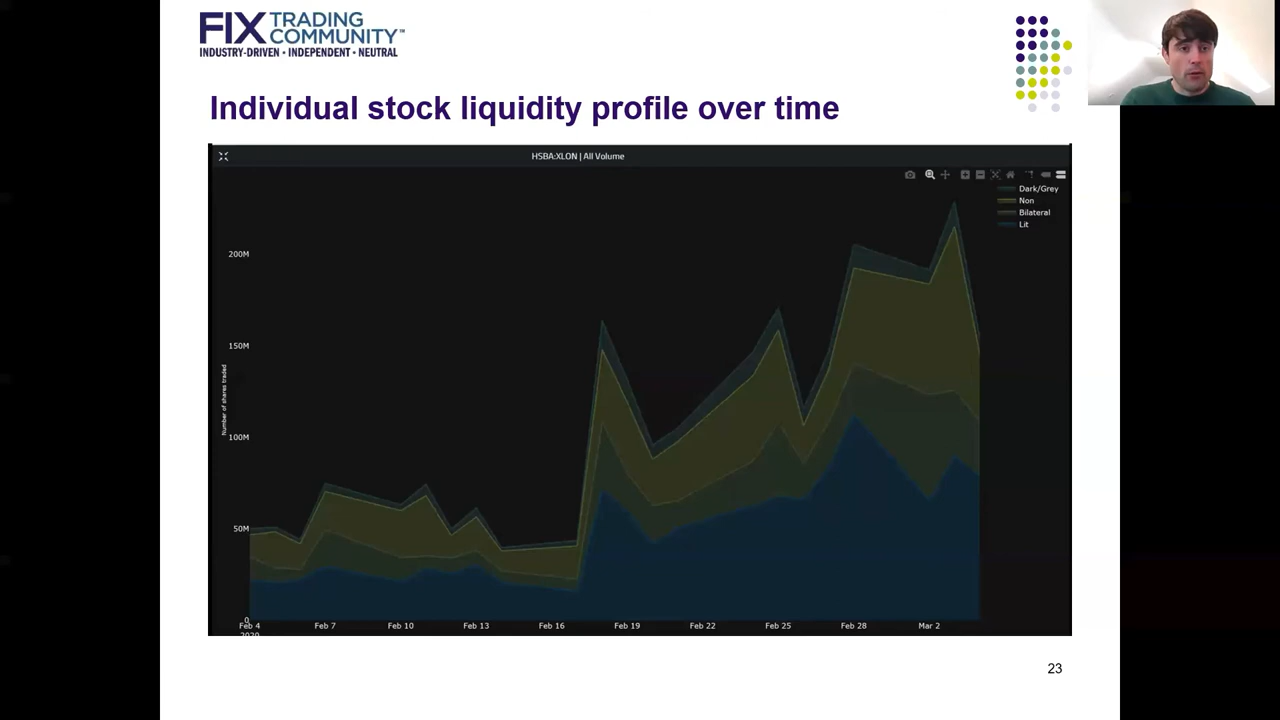 FIX TRADING COMMUNITY™
INDUSTRY-DRIVEN • INDEPENDENT • NEUTRAL
Individual stock liquidity profile over time
HSBA:XLON | All Volume
Dark/Grey
Non
Bilateral
Lit
200M
150M
100M
50M
0
Number of shares traded
Feb 4 Feb 7 Feb 10 Feb 13 Feb 16 Feb 19 Feb 22 Feb 25 Feb 28 Mar 2
2020
23